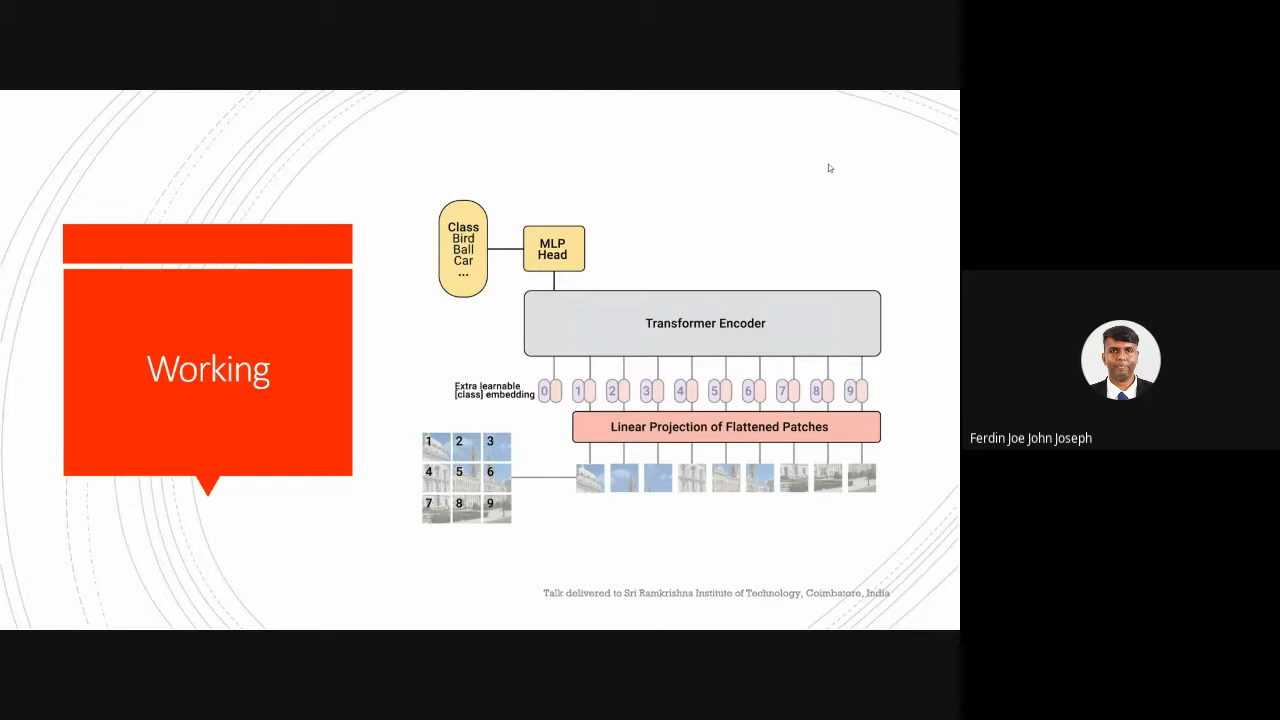 Working
Class
Bird
Ball
Car
...
MLP
Head
Transformer Encoder
Extra learnable
[class] embedding
0 1 2 3 4 5 6 7 8 9
Linear Projection of Flattened Patches
1 2 3
4 5 6
7 8 9
Talk delivered to Sri Ramkrishna Institute of Technology, Coimbatore, India
Ferdin Joe John Joseph